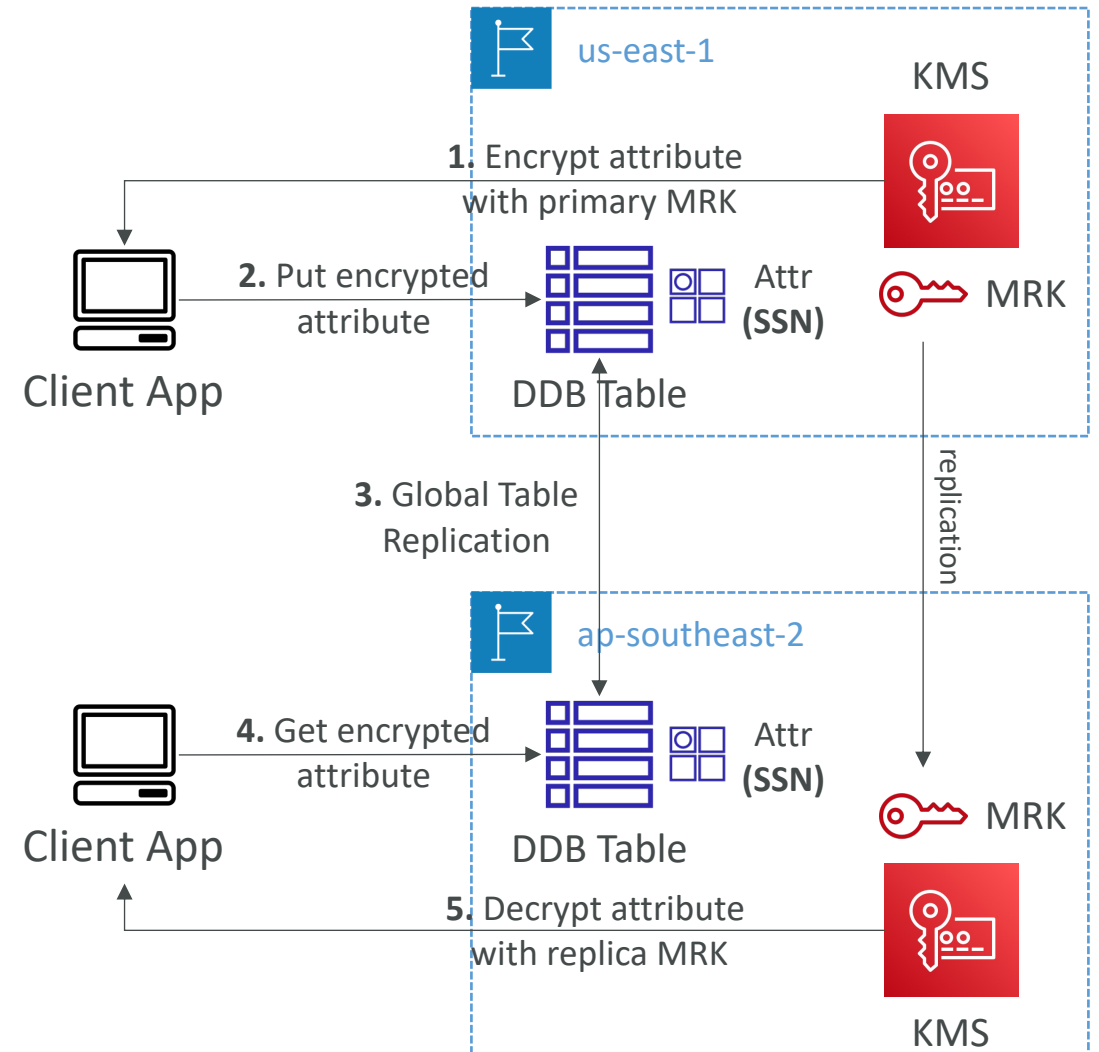 us-east-1
KMS
1. Encrypt attribute
with primary MRK
2. Put encrypted
attribute
Attr
(SSN)
MRK
Client App
DDB Table
replication
3. Global Table
Replication
ap-southeast-2
4. Get encrypted
attribute
Attr
(SSN)
MRK
Client App
DDB Table
5. Decrypt attribute
with replica MRK
KMS